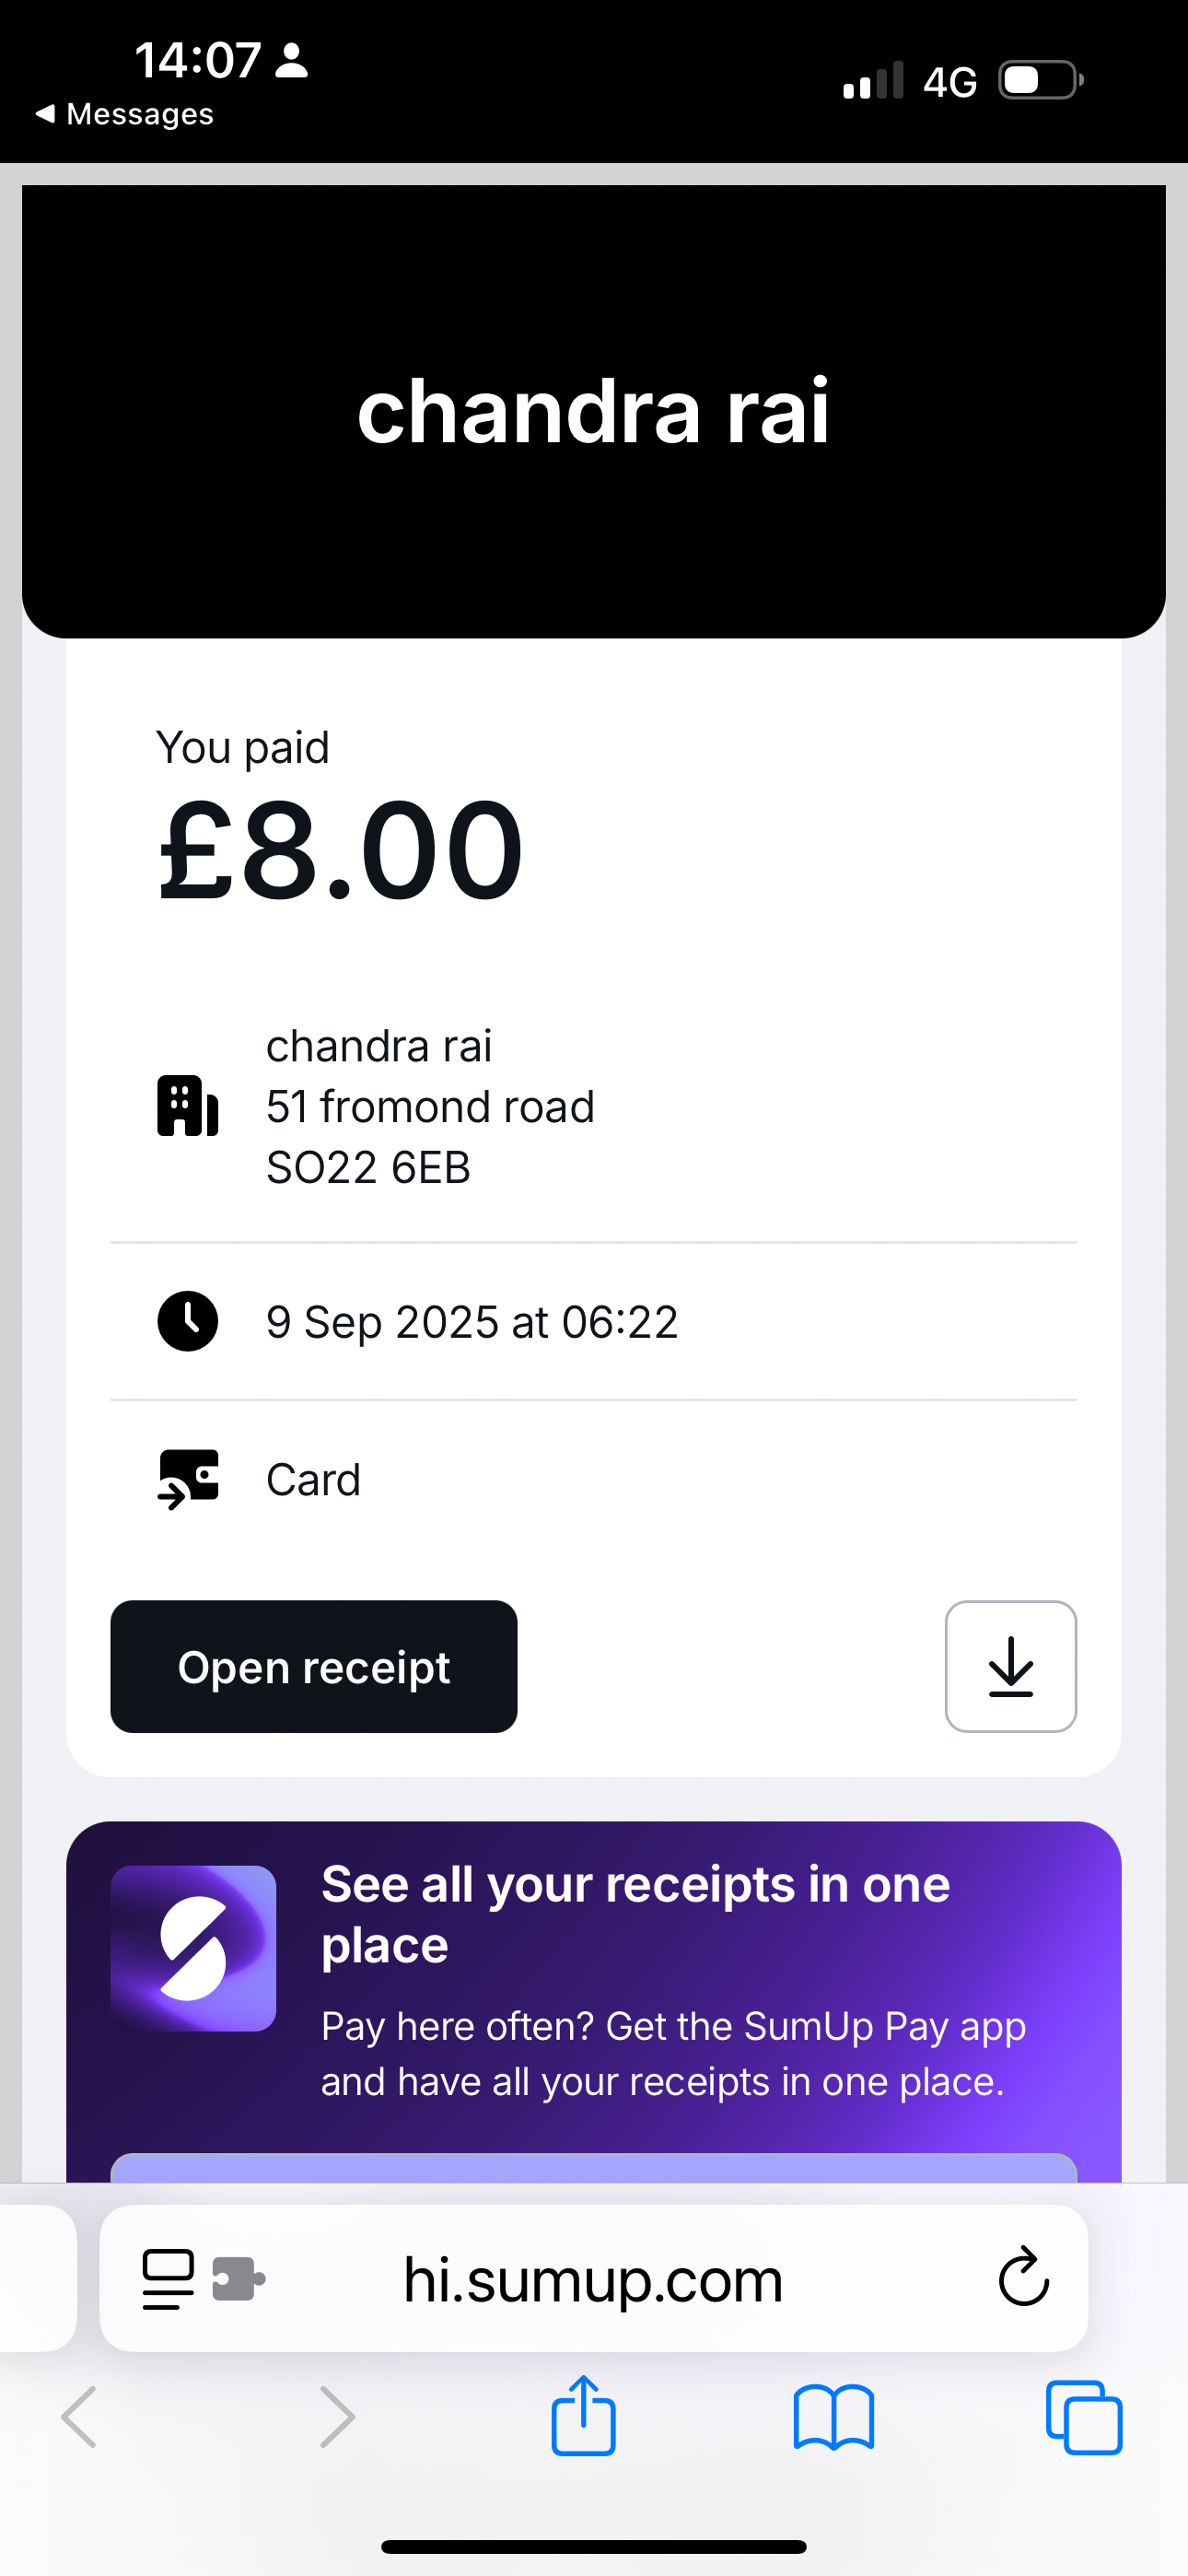 14:07
Messages
4G
chandra rai
You paid
£8.00
chandra rai
51 fromond road
SO22 6EB
9 Sep 2025 at 06:22
Card
Open receipt
See all your receipts in one
place
Pay here often? Get the SumUp Pay app
and have all your receipts in one place.
hi.sumup.com